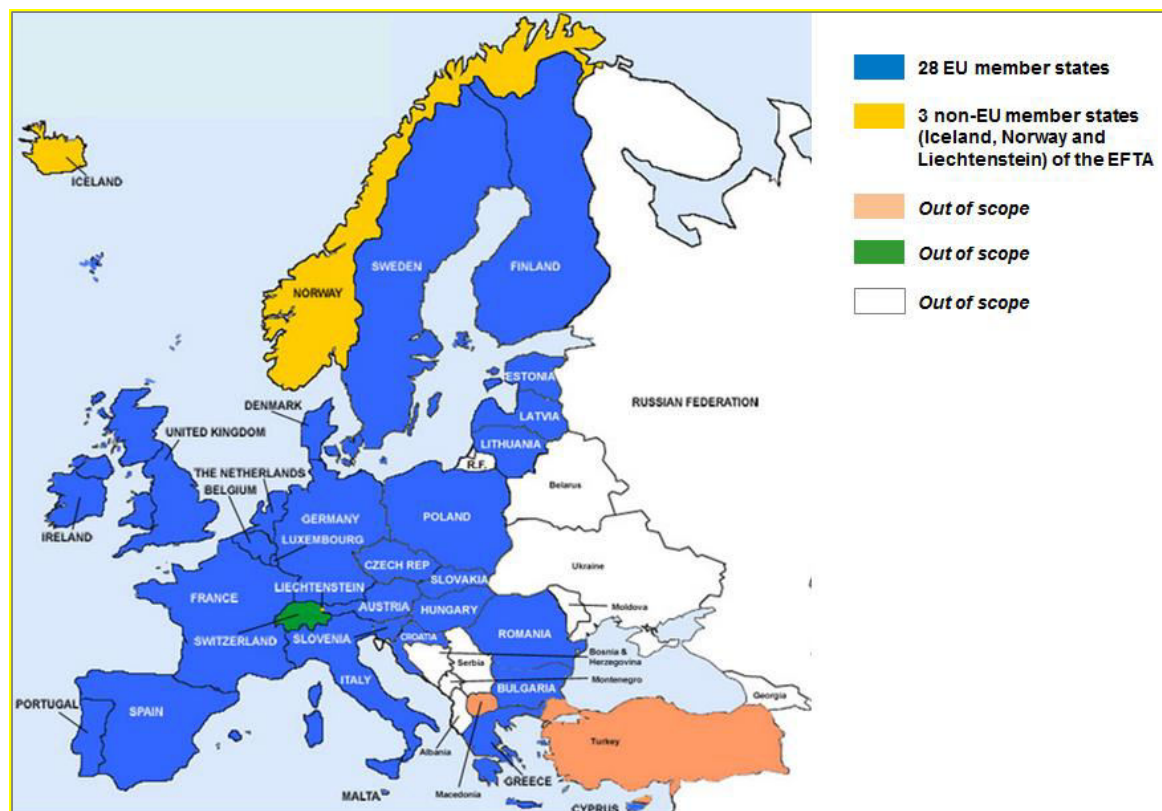 28 EU member states
3 non-EU member states
(Iceland, Norway and
Liechtenstein) of the EFTA
Out of scope
Out of scope
Out of scope
ICELAND
SWEDEN
FINLAND
NORWAY
ESTONIA
DENMARK
RUSSIAN FEDERATION
LATVIA
UNITED KINGDOM
LITHUANIA
R.F.
THE NETHERLANDS
BELGIUM
Belarus
GERMANY
POLAND
IRELAND
LUXEMBOURG
CZECH REP
Ukraine
SLOVAKIA
LIECHTENSTEIN
FRANCE
AUSTRIA
HUNGARY
Moldova
SWITZERLAND
SLOVENIA
CROATIA
ROMANIA
Bosnia &
Herzegovina
Serbia
ITALY
Montenegro
BULGARIA
Georgia
PORTUGAL
SPAIN
Turkey
Albania
GREECE
Macedonia
MALTA
CYPRUS